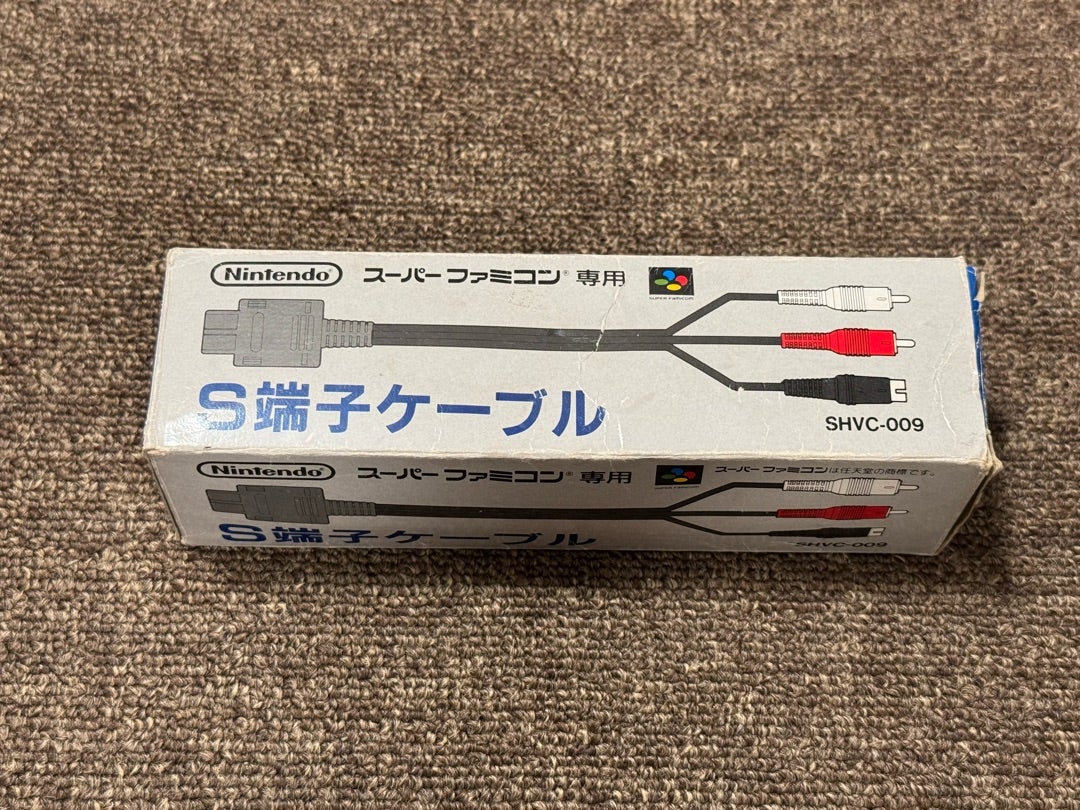 Nintendo® スーパーファミコン® 専用
SUPER FAMICOM
S端子ケーブル
SHVC-009
Nintendo® スーパーファミコン® 専用
SUPER FAMICOM
スーパーファミコンは任天堂の商標です。
S端子ケーブル
SHVC-009